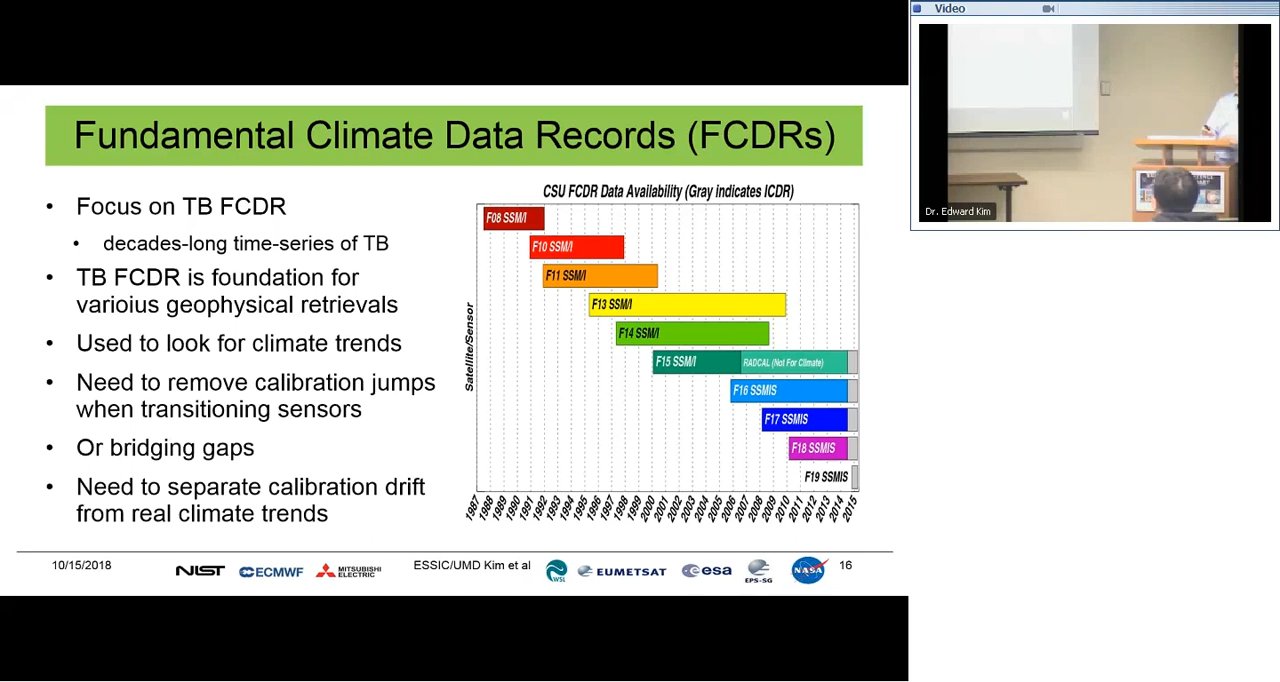 Video
Fundamental Climate Data Records (FCDRs)
• Focus on TB FCDR
• decades-long time-series of TB
• TB FCDR is foundation for
varioius geophysical retrievals
• Used to look for climate trends
• Need to remove calibration jumps
when transitioning sensors
• Or bridging gaps
• Need to separate calibration drift
from real climate trends
CSU FCDR Data Availability (Gray indicates ICDR)
Satellite/Sensor
F08 SSM/I
F10 SSM/I
F11 SSM/I
F13 SSM/I
F14 SSM/I
F15 SSM/I RADCAL (Not For Climate)
F16 SSMIS
F17 SSMIS
F18 SSMIS
F19 SSMIS
1987 1988 1989 1990 1991 1992 1993 1994 1995 1996 1997 1998 1999 2000 2001 2002 2003 2004 2005 2006 2007 2008 2009 2010 2011 2012 2013 2014 2015
10/15/2018
NIST
ECMWF
MITSUBISHI
ELECTRIC
ESSIC/UMD Kim et al
WSL
EUMETSAT
esa
EPS-SG
NASA
16
Dr. Edward Kim